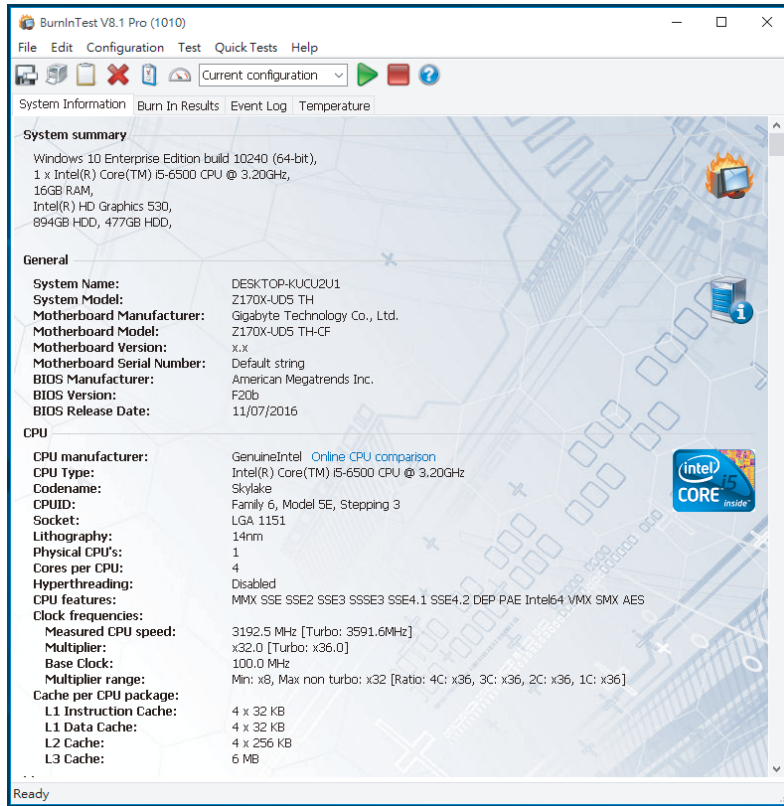 BurnInTest V8.1 Pro (1010)
File Edit Configuration Test Quick Tests Help
Current configuration
System Information Burn In Results Event Log Temperature
System summary
Windows 10 Enterprise Edition build 10240 (64-bit),
1 x Intel(R) Core(TM) i5-6500 CPU @ 3.20GHz,
16GB RAM,
Intel(R) HD Graphics 530,
894GB HDD, 477GB HDD,
General
System Name: DESKTOP-KUCU2U1
System Model: Z170X-UD5 TH
Motherboard Manufacturer: Gigabyte Technology Co., Ltd.
Motherboard Model: Z170X-UD5 TH-CF
Motherboard Version: x.x
Motherboard Serial Number: Default string
BIOS Manufacturer: American Megatrends Inc.
BIOS Version: F20b
BIOS Release Date: 11/07/2016
CPU
CPU manufacturer: GenuineIntel Online CPU comparison
CPU Type: Intel(R) Core(TM) i5-6500 CPU @ 3.20GHz
Codename: Skylake
CPUID: Family 6, Model 5E, Stepping 3
Socket: LGA 1151
Lithography: 14nm
Physical CPU's: 1
Cores per CPU: 4
Hyperthreading: Disabled
CPU features: MMX SSE SSE2 SSE3 SSSE3 SSE4.1 SSE4.2 DEP PAE Intel64 VMX SMX AES
Clock frequencies:
Measured CPU speed: 3192.5 MHz [Turbo: 3591.6MHz]
Multiplier: x32.0 [Turbo: x36.0]
Base Clock: 100.0 MHz
Multiplier range: Min: x8, Max non turbo: x32 [Ratio: 4C: x36, 3C: x36, 2C: x36, 1C: x36]
Cache per CPU package:
L1 Instruction Cache: 4 x 32 KB
L1 Data Cache: 4 x 32 KB
L2 Cache: 4 x 256 KB
L3 Cache: 6 MB
intel
CORE i5
inside™
Ready